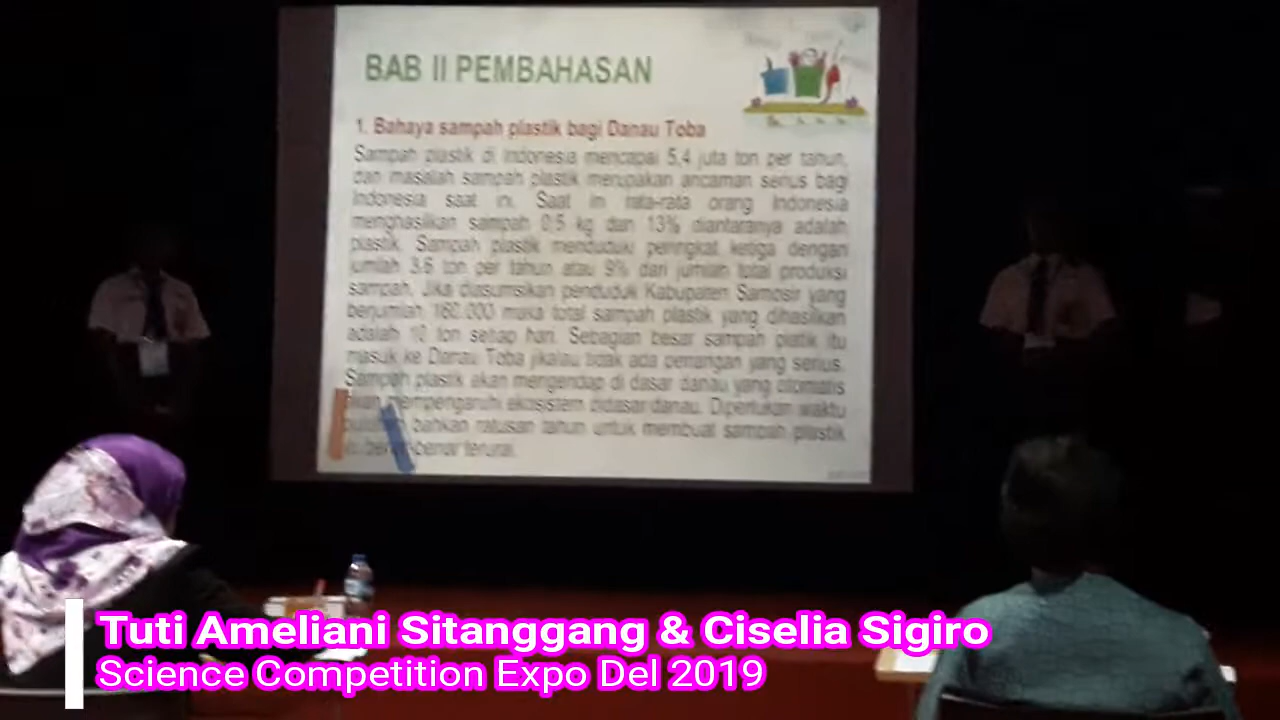 BAB II PEMBAHASAN
1. Bahaya sampah plastik bagi Danau Toba
Sampah plastik di Indonesia mencapai 5,4 juta ton per tahun,
dan masalah sampah plastik merupakan ancaman serius bagi
Indonesia saat ini. Saat ini rata-rata orang Indonesia
menghasilkan sampah 0,5 kg dan 13% diantaranya adalah
plastik. Sampah plastik menduduki peringkat ketiga dengan
jumlah 3,6 ton per tahun atau 9% dari jumlah total produksi
sampah. Jika diasumsikan penduduk Kabupaten Samosir yang
berjumlah 160.000 maka total sampah plastik yang dihasilkan
adalah 10 ton setiap hari. Sebagian besar sampah platik itu
masuk ke Danau Toba jikalau tidak ada penangan yang serius.
Sampah plastik akan mengendap di dasar danau yang otomatis
akan mempengaruhi ekosistem didasar danau. Diperlukan waktu
bahkan ratusan tahun untuk membuat sampah plastik
terurai.
Tuti Ameliani Sitanggang & Ciselia Sigiro
Science Competition Expo Del 2019